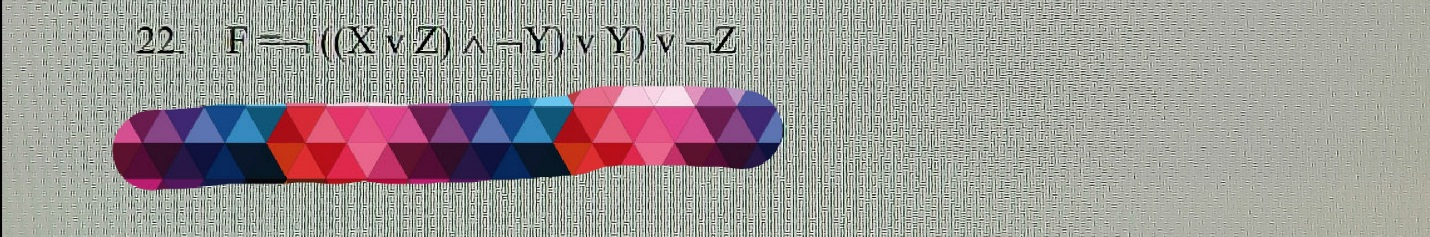 22. F =¬ ((X v Z) ∧ ¬Y) v Y) v ¬Z